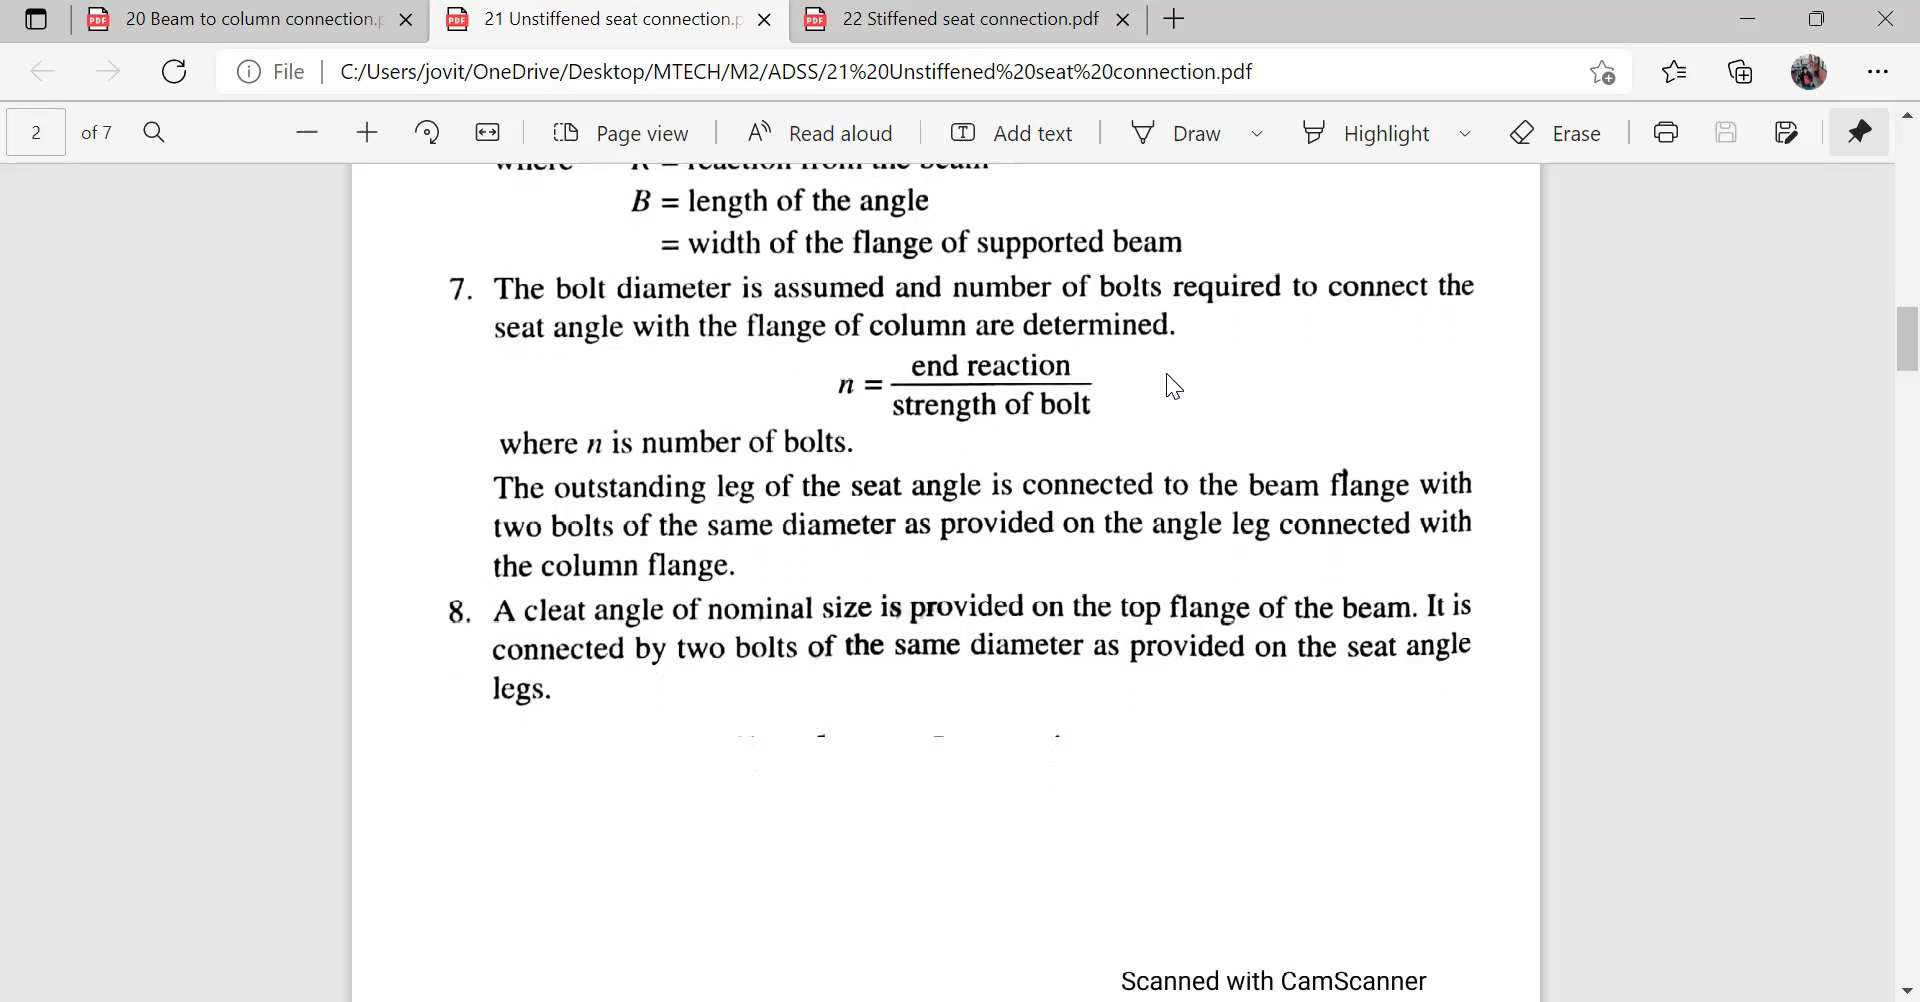 20 Beam to column connection.p
21 Unstiffened seat connection.p
22 Stiffened seat connection.pdf
File
C:/Users/jovit/OneDrive/Desktop/MTECH/M2/ADSS/21%20Unstiffened%20seat%20connection.pdf
2 of 7
Page view
Read aloud
Add text
Draw
Highlight
Erase
where R = reaction from the beam
B = length of the angle
= width of the flange of supported beam
7. The bolt diameter is assumed and number of bolts required to connect the
seat angle with the flange of column are determined.
n = end reaction
strength of bolt
where n is number of bolts.
The outstanding leg of the seat angle is connected to the beam flange with
two bolts of the same diameter as provided on the angle leg connected with
the column flange.
8. A cleat angle of nominal size is provided on the top flange of the beam. It is
connected by two bolts of the same diameter as provided on the seat angle
legs.
Scanned with CamScanner